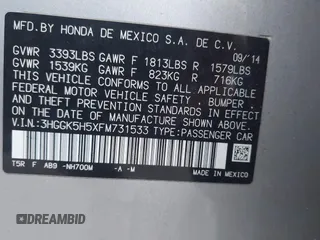 MFD.BY HONDA DE MEXICO S.A. DE C.V.
09/14
GVWR 3393LBS GAWR F 1813LBS R 1579LBS
GVWR 1539KG GAWR F 823KG R 716KG
THIS VEHICLE CONFORMS TO ALL APPLICABLE
FEDERAL MOTOR VEHICLE SAFETY, BUMPER, AND
THEFT PREVENTION STANDARDS IN EFFECT ON
THE DATE OF MANUFACTURE SHOWN ABOVE.
V.I.N.:3HGGK5H5XFM731533 TYPE:PASSENGER CAR
T5R F AB9 -NH700M -A -M
MADE IN MEXICO
DREAMBID